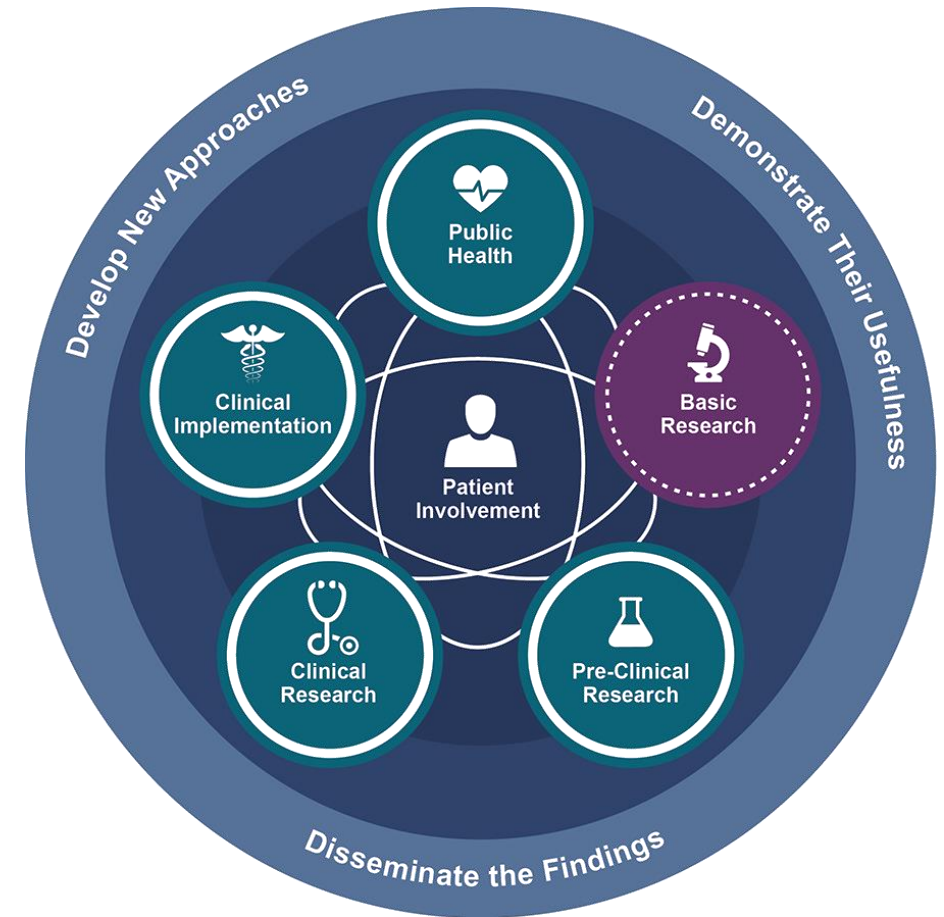 Develop New Approaches
Demonstrate Their Usefulness
Public
Health
Clinical
Implementation
Basic
Research
Patient
Involvement
Clinical
Research
Pre-Clinical
Research
Disseminate the Findings